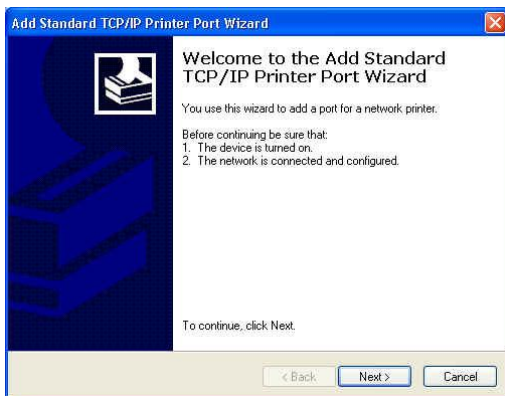 Add Standard TCP/IP Printer Port Wizard
Welcome to the Add Standard
TCP/IP Printer Port Wizard
You use this wizard to add a port for a network printer.
Before continuing be sure that:
1. The device is turned on.
2. The network is connected and configured.
To continue, click Next.
< Back
Next >
Cancel